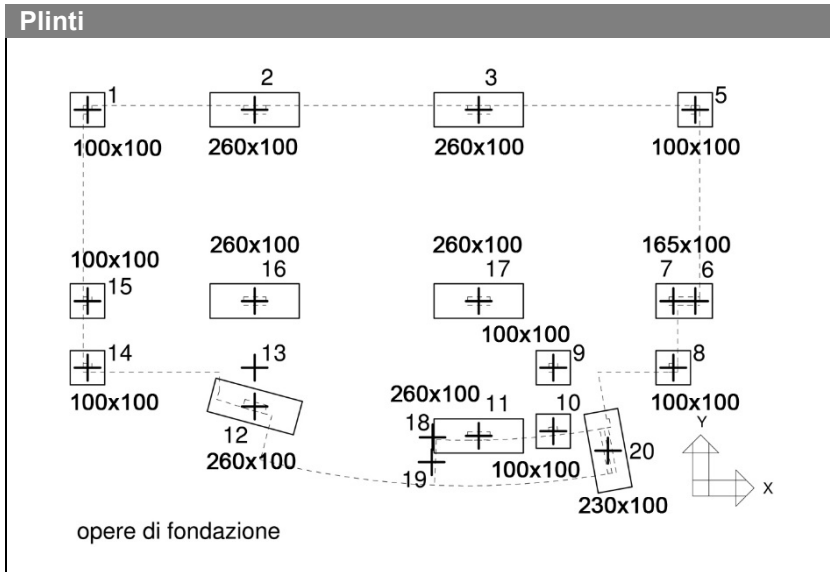 Plinti
1 2 3 5
100x100 260x100 260x100 100x100
260x100 260x100 165x100
100x100
15 16 17 7 6
100x100
14 13 9 8
260x100
100x100 12 18 11 10 100x100
Y
260x100 19 100x100 20
X
230x100
opere di fondazione